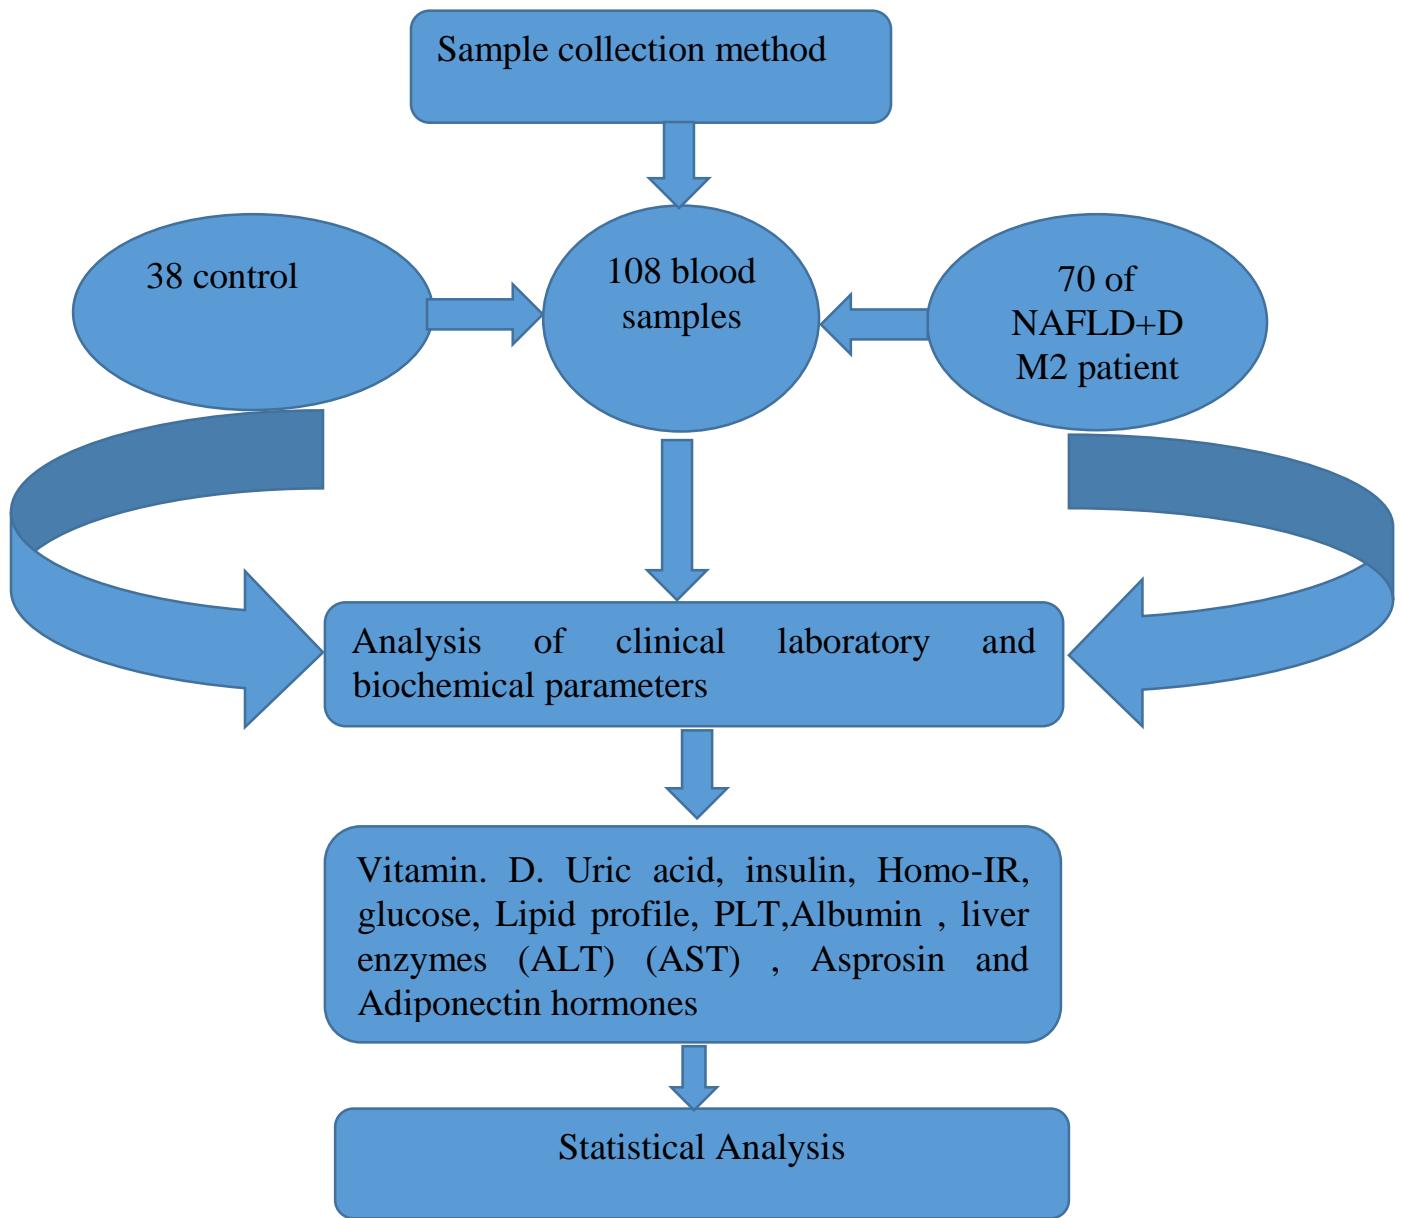 Sample collection method
38 control
108 blood
samples
70 of
NAFLD+D
M2 patient
Analysis of clinical laboratory and
biochemical parameters
Vitamin. D. Uric acid, insulin, Homo-IR,
glucose, Lipid profile, PLT,Albumin , liver
enzymes (ALT) (AST) , Asprosin and
Adiponectin hormones
Statistical Analysis